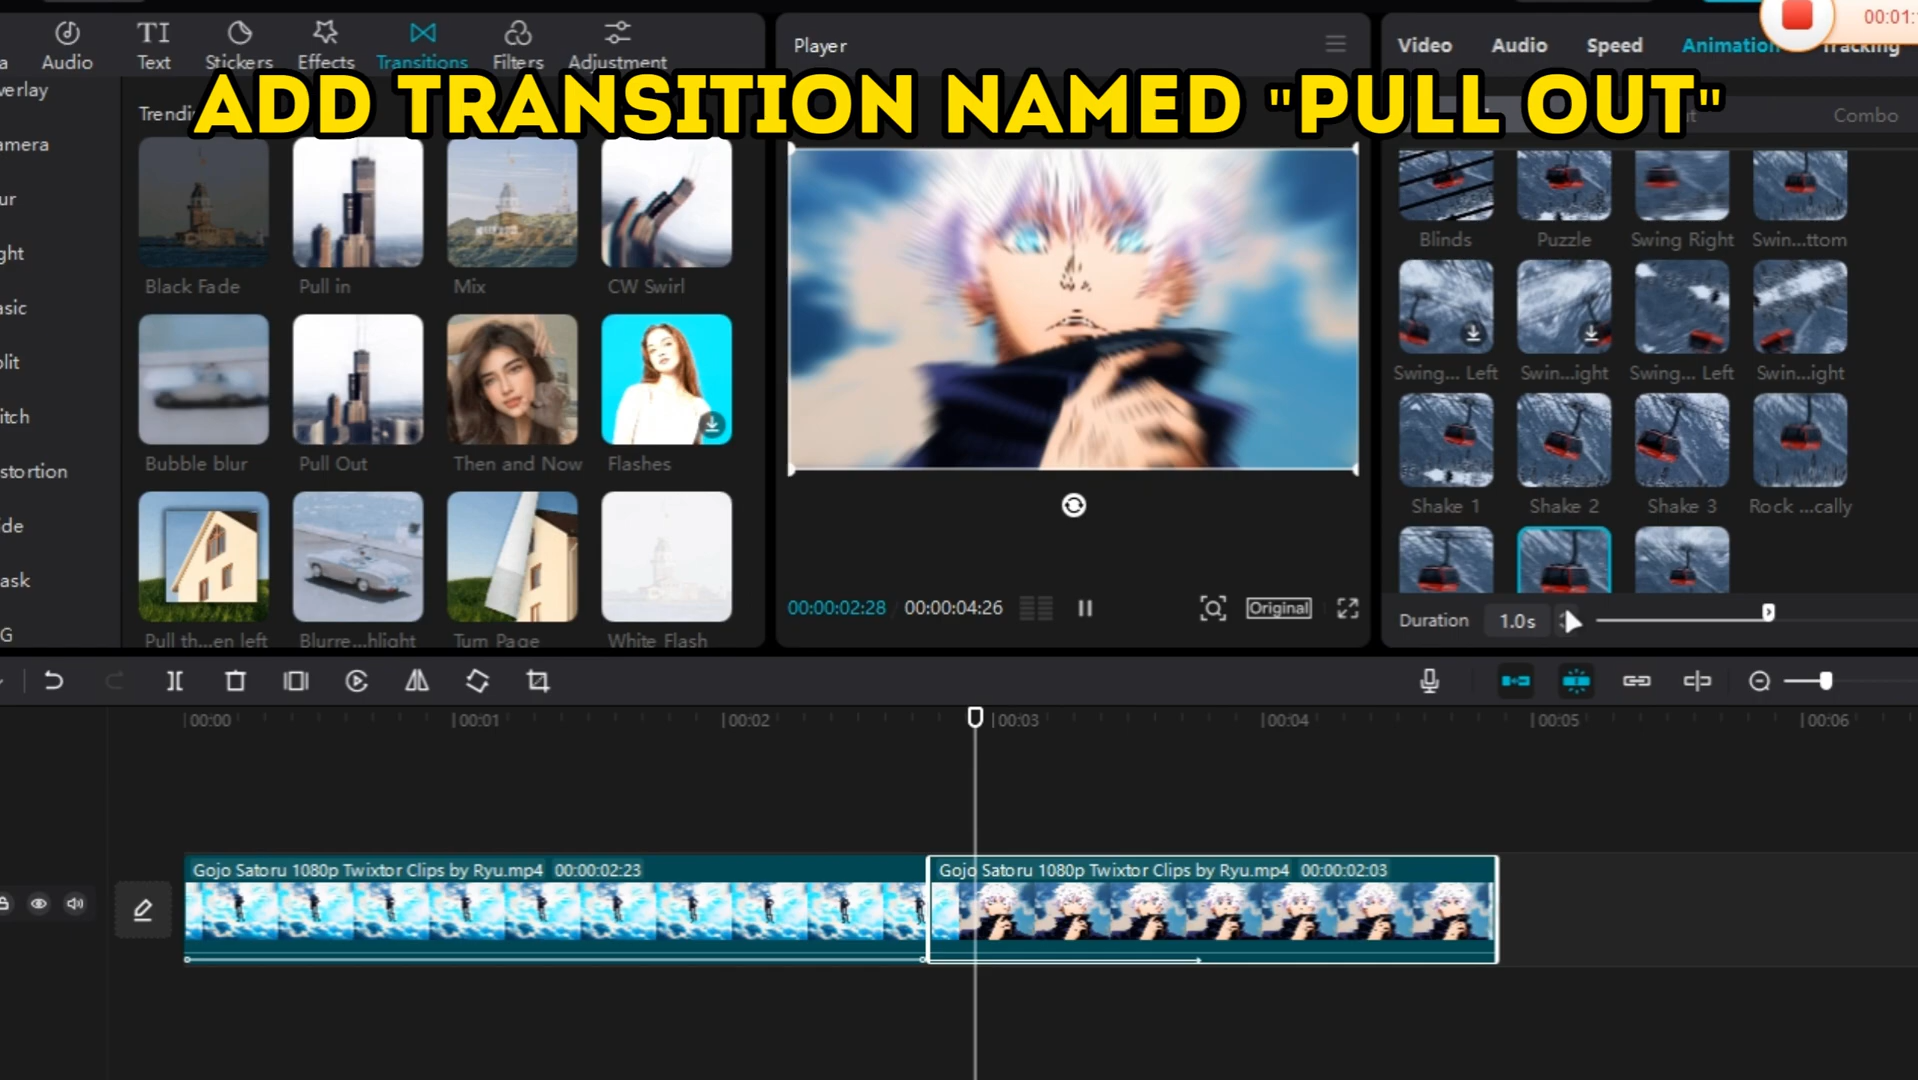 Audio
Text
Stickers
Effects
Transitions
Filters
Adjustment
Player
Video
Audio
Speed
Animation
Tracking
00:01:
ADD TRANSITION NAMED "PULL OUT"
verlay
amera
ur
ght
asic
olit
itch
stortion
ide
ask
G
Trendi
Combo
Black Fade
Pull in
Mix
CW Swirl
Bubble blur
Pull Out
Then and Now
Flashes
Pull th...en left
Blurre...hlight
Turn Page
White Flash
Blinds
Puzzle
Swing Right
Swin...ttom
Swing... Left
Swin...ight
Swing... Left
Swin...ight
Shake 1
Shake 2
Shake 3
Rock ...cally
00:00:02:28
00:00:04:26
Original
Duration
1.0s
00:00
00:01
00:02
00:03
00:04
00:05
00:06
Gojo Satoru 1080p Twixtor Clips by Ryu.mp4 00:00:02:23
Gojo Satoru 1080p Twixtor Clips by Ryu.mp4 00:00:02:03